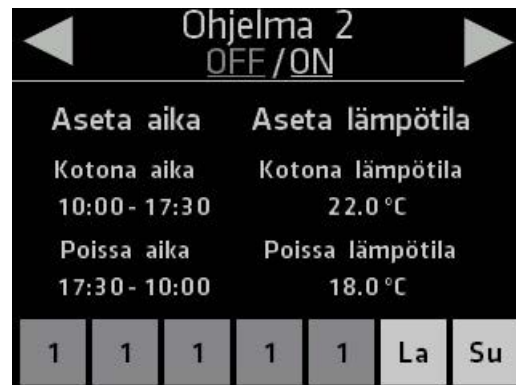 Ohjelma 2
OFF/ON
Aseta aika Aseta lämpötila
Kotona aika Kotona lämpötila
10:00 - 17:30 22.0 °C
Poissa aika Poissa lämpötila
17:30 - 10:00 18.0 °C
1 1 1 1 1 La Su